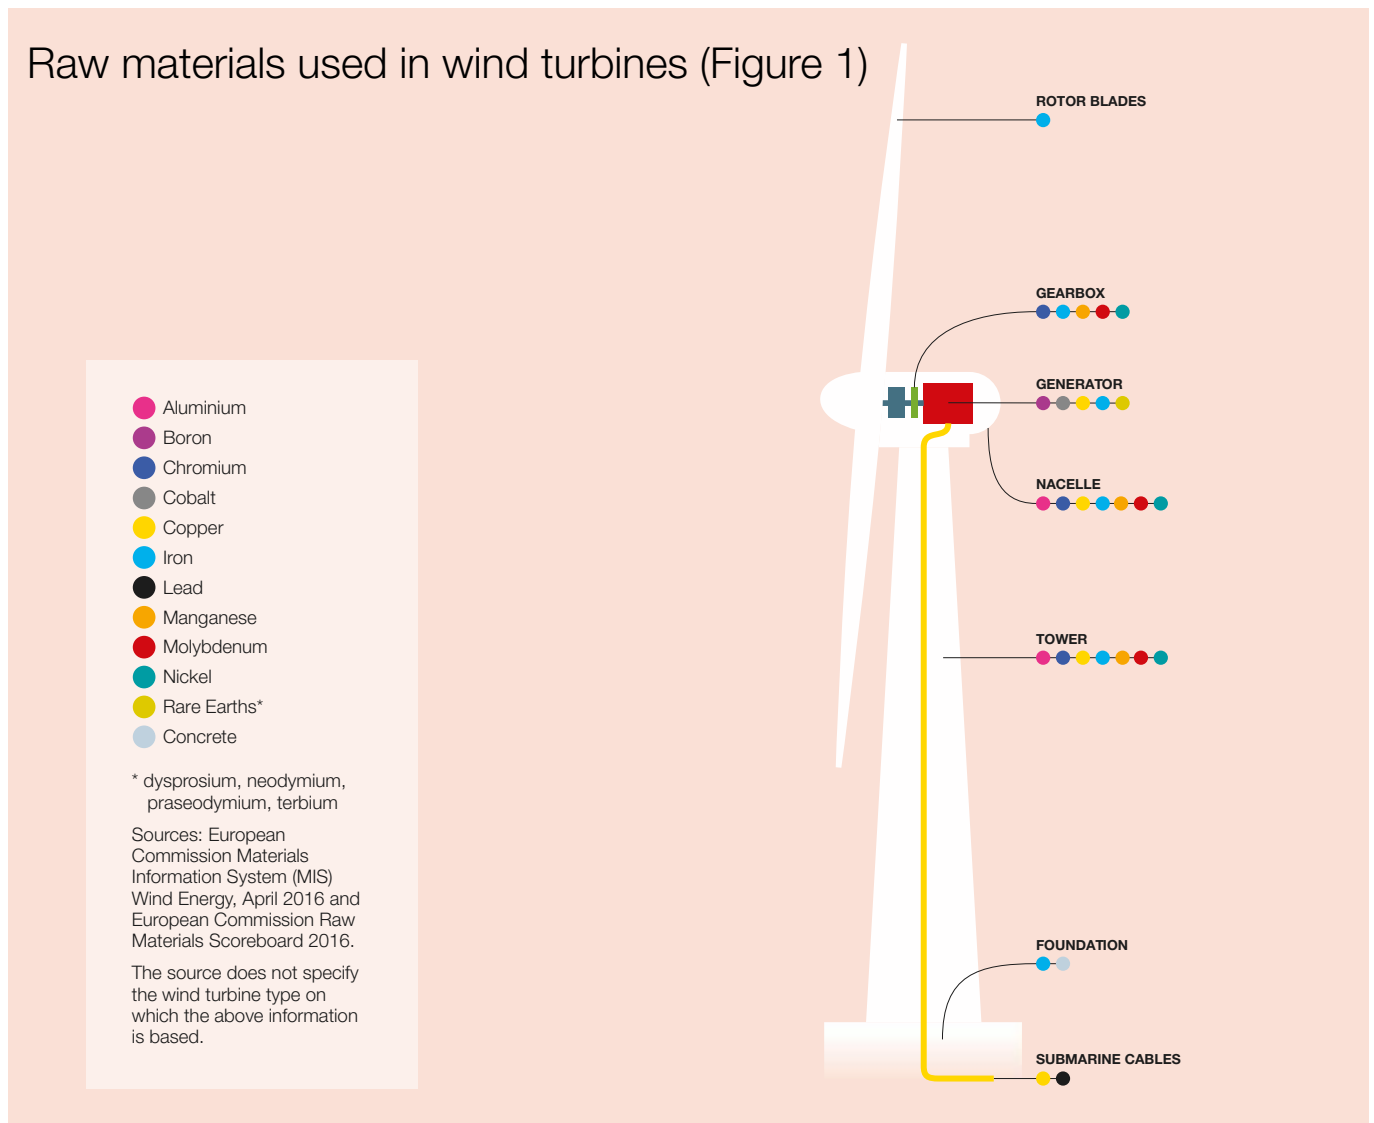 Raw materials used in wind turbines (Figure 1)
ROTOR BLADES
GEARBOX
GENERATOR
NACELLE
TOWER
FOUNDATION
SUBMARINE CABLES
Aluminium
Boron
Chromium
Cobalt
Copper
Iron
Lead
Manganese
Molybdenum
Nickel
Rare Earths*
Concrete
* dysprosium, neodymium,
praseodymium, terbium
Sources: European
Commission Materials
Information System (MIS)
Wind Energy, April 2016 and
European Commission Raw
Materials Scoreboard 2016.
The source does not specify
the wind turbine type on
which the above information
is based.